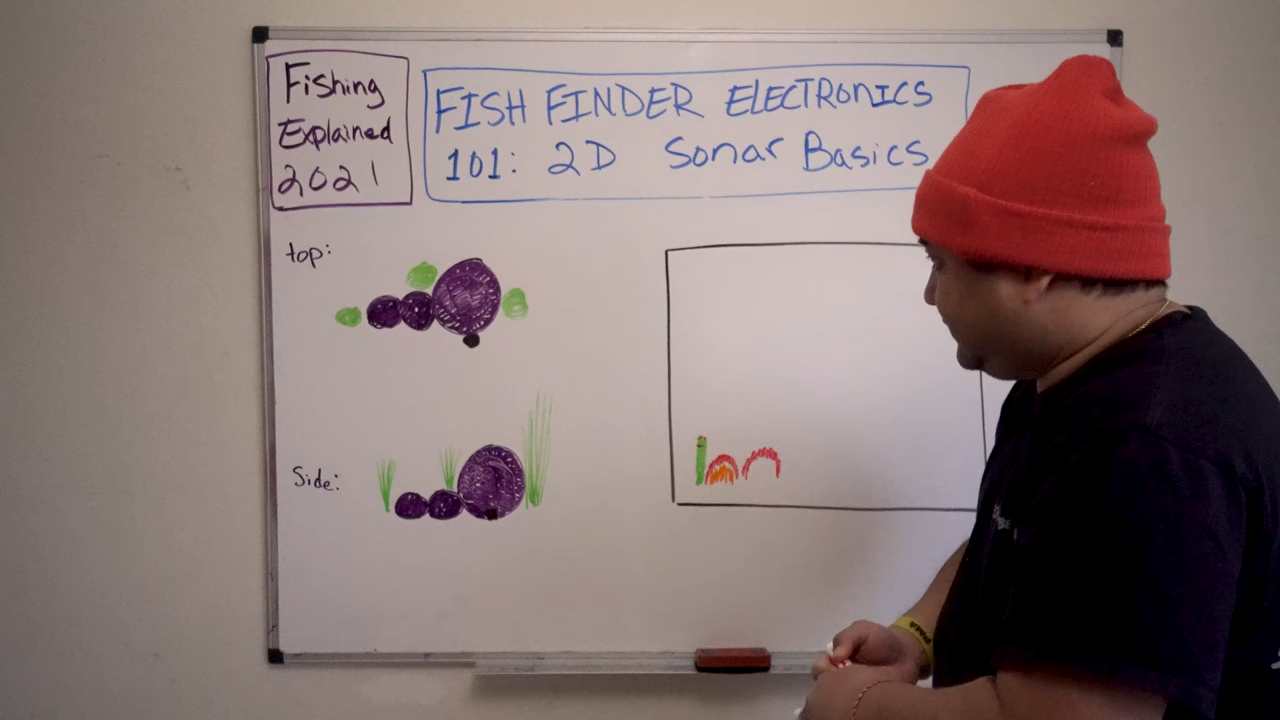 Fishing
Explained
2021
FISH FINDER ELECTRONICS
101: 2D Sonar Basics
top:
Side: